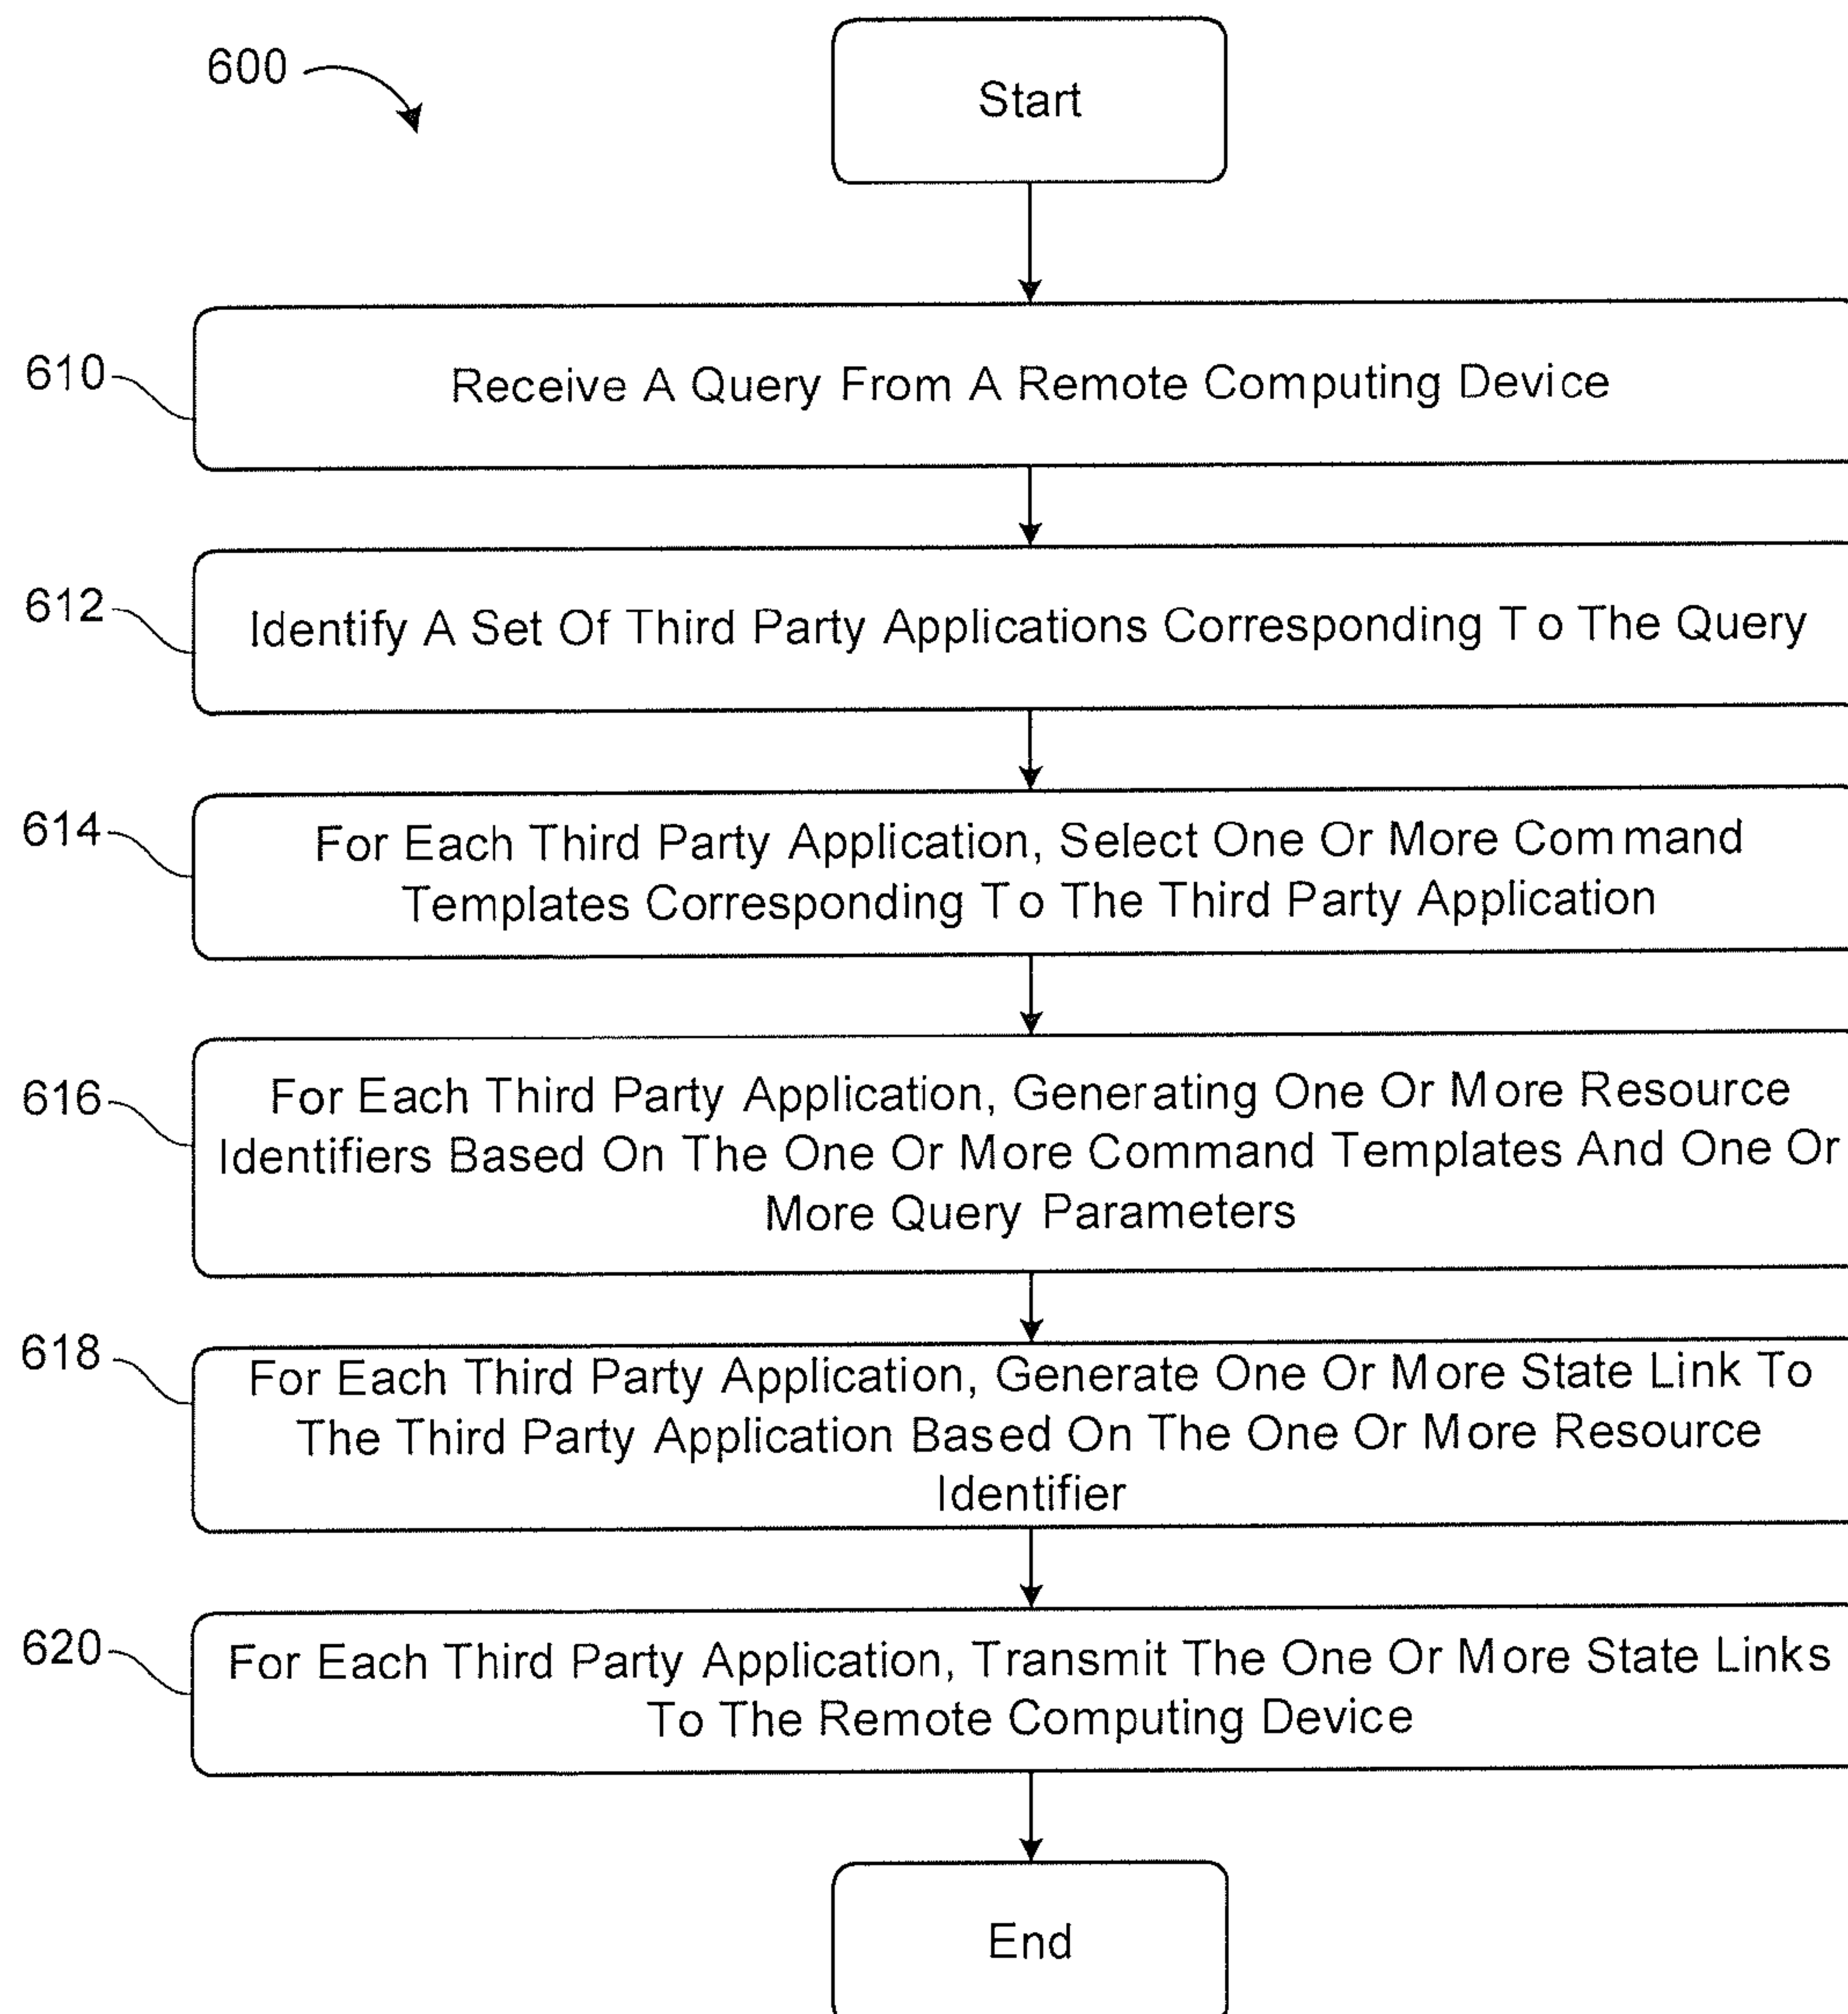 600
Start
610
Receive A Query From A Remote Computing Device
612
Identify A Set Of Third Party Applications Corresponding To The Query
614
For Each Third Party Application, Select One Or More Command
Templates Corresponding To The Third Party Application
616
For Each Third Party Application, Generating One Or More Resource
Identifiers Based On The One Or More Command Templates And One Or
More Query Parameters
618
For Each Third Party Application, Generate One Or More State Link To
The Third Party Application Based On The One Or More Resource
Identifier
620
For Each Third Party Application, Transmit The One Or More State Links
To The Remote Computing Device
End